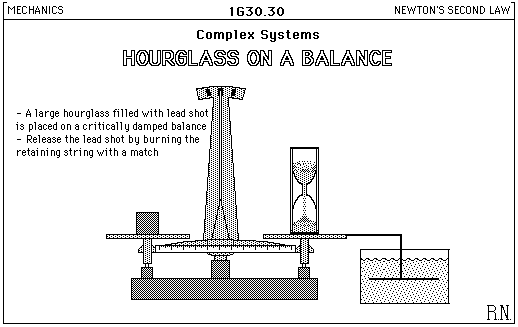 MECHANICS
1G30.30
NEWTON'S SECOND LAW
Complex Systems
HOURGLASS ON A BALANCE
- A large hourglass filled with lead shot
is placed on a critically damped balance
- Release the lead shot by burning the
retaining string with a match
R.N.